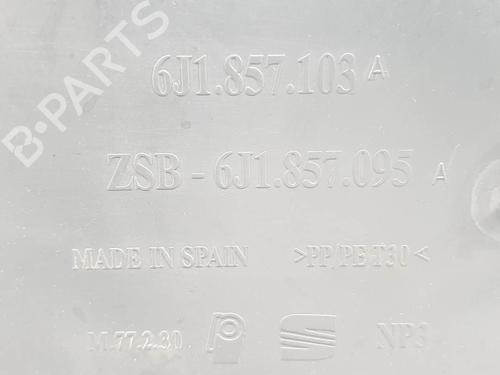 B-PARTS
6J1.857.103 A
ZSB - 6J1.857.095 A
MADE IN SPAIN >PP/PE T30<
M.77.2.30 NP3